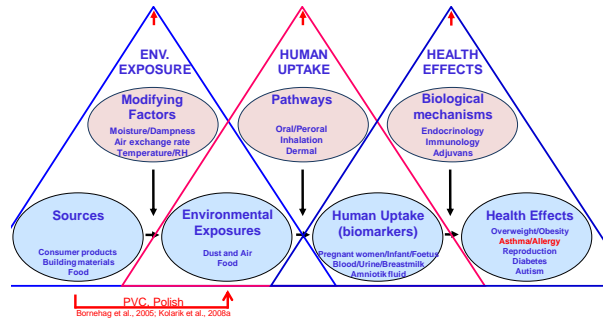 ENV.
EXPOSURE
HUMAN
UPTAKE
HEALTH
EFFECTS
Modifying
Factors
Moisture/Dampness
Air exchange rate
Temperature/RH
Pathways
Oral/Peroral
Inhalation
Dermal
Biological
mechanisms
Endocrinology
Immunology
Adjuvans
Sources
Consumer products
Building materials
Food
Environmental
Exposures
Dust and Air
Food
Human Uptake
(biomarkers)
Pregnant women/Infant/Foetus
Blood/Urine/Breastmilk
Amniotik fluid
Health Effects
Overweight/Obesity
Asthma/Allergy
Reproduction
Diabetes
Autism
PVC, Polish
Bornehag et al., 2005; Kolarik et al., 2008a